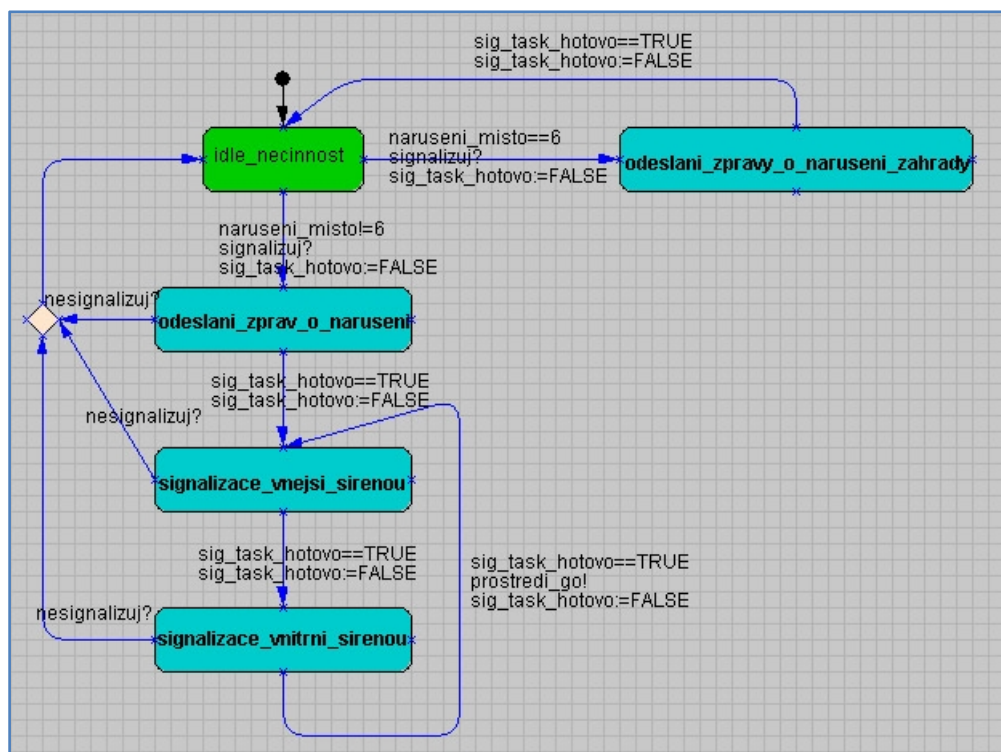 sig_task_hotovo==TRUE
sig_task_hotovo:=FALSE
idle_necinnost
naruseni_misto==6
signalizuj?
sig_task_hotovo:=FALSE
odeslani_zpravy_o_naruseni_zahrady
naruseni_misto!=6
signalizuj?
sig_task_hotovo:=FALSE
nesignalizuj?
odeslani_zprav_o_naruseni
sig_task_hotovo==TRUE
sig_task_hotovo:=FALSE
nesignalizuj?
signalizace_vnejsi_sirenou
sig_task_hotovo==TRUE
sig_task_hotovo:=FALSE
sig_task_hotovo==TRUE
prostredi_go!
sig_task_hotovo:=FALSE
nesignalizuj?
signalizace_vnitrni_sirenou